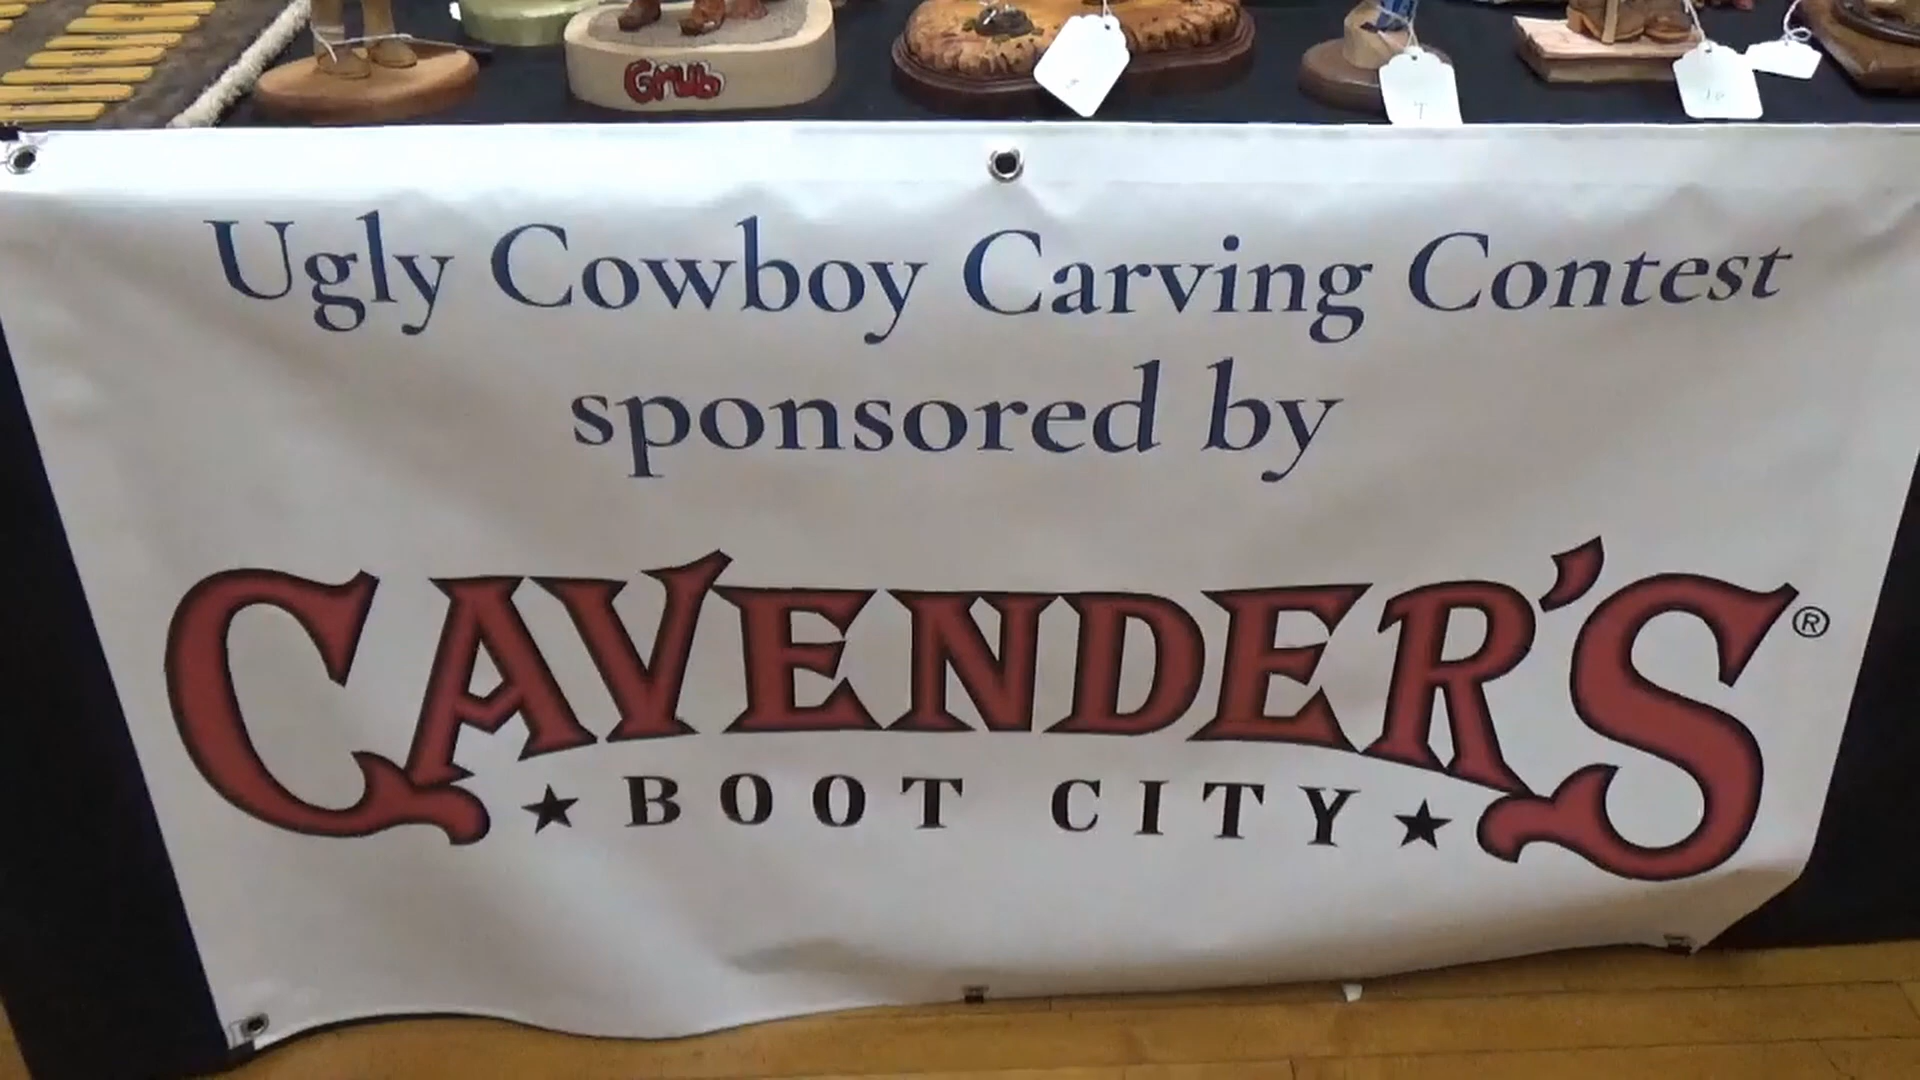 Grub
Ugly Cowboy Carving Contest
sponsored by
CAVENDER'S®
★ BOOT CITY ★